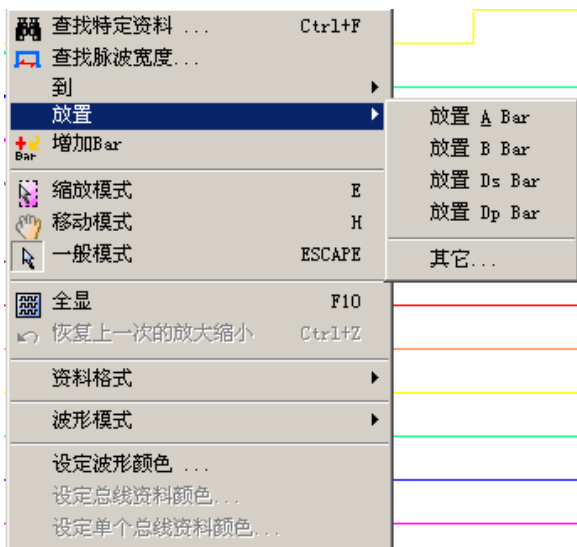 查找特定资料 ... Ctrl+F
查找脉波宽度...
到
放置
Bar 增加Bar
缩放模式 E
移动模式 H
一般模式 ESCAPE
全显 F10
恢复上一次的放大缩小 Ctrl+Z
资料格式
波形模式
设定波形颜色 ...
设定总线资料颜色...
设定单个总线资料颜色...
放置 A Bar
放置 B Bar
放置 Ds Bar
放置 Dp Bar
其它...